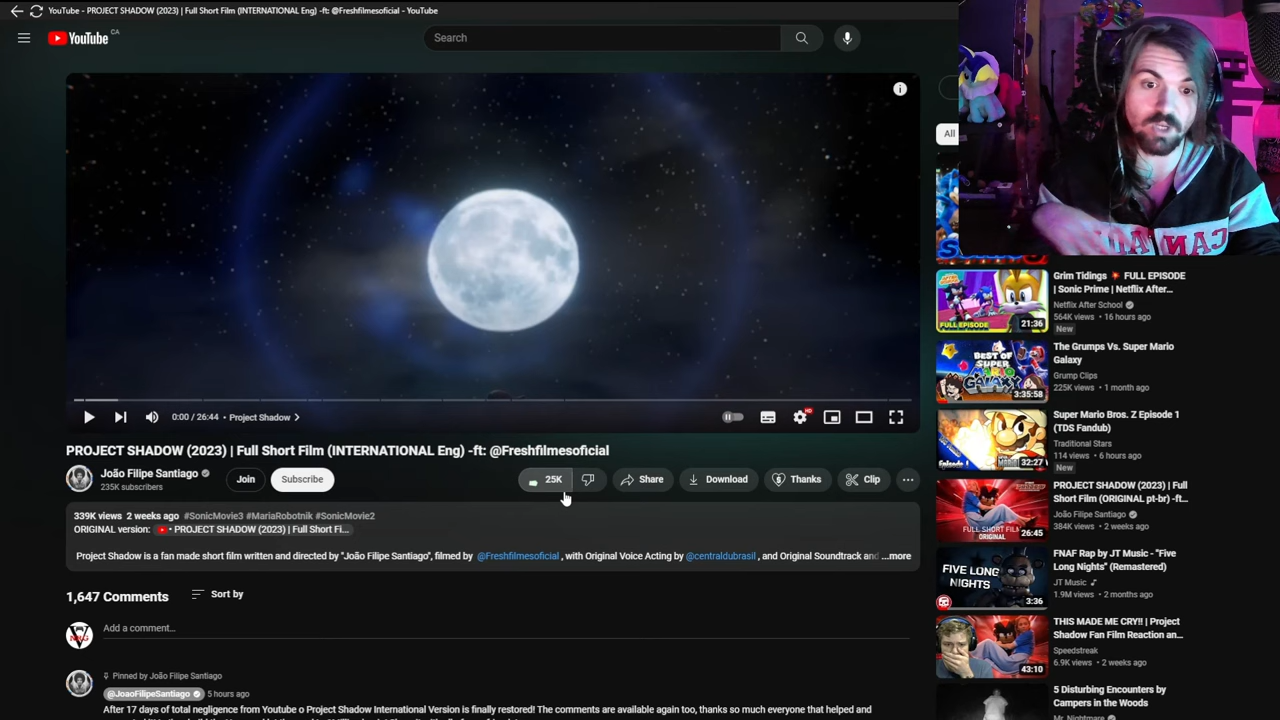 YouTube - PROJECT SHADOW (2023) | Full Short Film (INTERNATIONAL Eng) -ft: @Freshfilmesoficial - YouTube
YouTube CA
Search
All
0:00 / 26:44 • Project Shadow
HD
PROJECT SHADOW (2023) | Full Short Film (INTERNATIONAL Eng) -ft: @Freshfilmesoficial
João Filipe Santiago
235K subscribers
Join
Subscribe
25K
Share
Download
Thanks
Clip
339K views 2 weeks ago #SonicMovie3 #MariaRobotnik #SonicMovie2
ORIGINAL version: • PROJECT SHADOW (2023) | Full Short Fi...
Project Shadow is a fan made short film written and directed by "João Filipe Santiago", filmed by @Freshfilmesoficial , with Original Voice Acting by @centraldubrasil , and Original Soundtrack and ...more
1,647 Comments
Sort by
Add a comment...
Pinned by João Filipe Santiago
@JoaoFilipeSantiago 5 hours ago
After 17 days of total negligence from Youtube o Project Shadow International Version is finally restored! The comments are available again too, thanks so much everyone that helped and
Grim Tidings 💥 FULL EPISODE
| Sonic Prime | Netflix After...
Netflix After School
564K views • 16 hours ago
New
FULL EPISODE
21:36
The Grumps Vs. Super Mario
Galaxy
Grump Clips
225K views • 1 month ago
BEST OF
SUPER
MARIO
GALAXY
3:35:58
Super Mario Bros. Z Episode 1
(TDS Fandub)
Traditional Stars
114 views • 6 hours ago
New
32:27
PROJECT SHADOW (2023) | Full
Short Film (ORIGINAL pt-br) -ft...
João Filipe Santiago
384K views • 2 weeks ago
FULL SHORT FILM
ORIGINAL
26:45
FNAF Rap by JT Music - "Five
Long Nights" (Remastered)
JT Music
1.9M views • 2 months ago
FIVE LONG
NIGHTS
3:36
THIS MADE ME CRY!! | Project
Shadow Fan Film Reaction an...
Speedstreak
6.9K views • 2 weeks ago
43:10
5 Disturbing Encounters by
Campers in the Woods
Mr. Nightmare